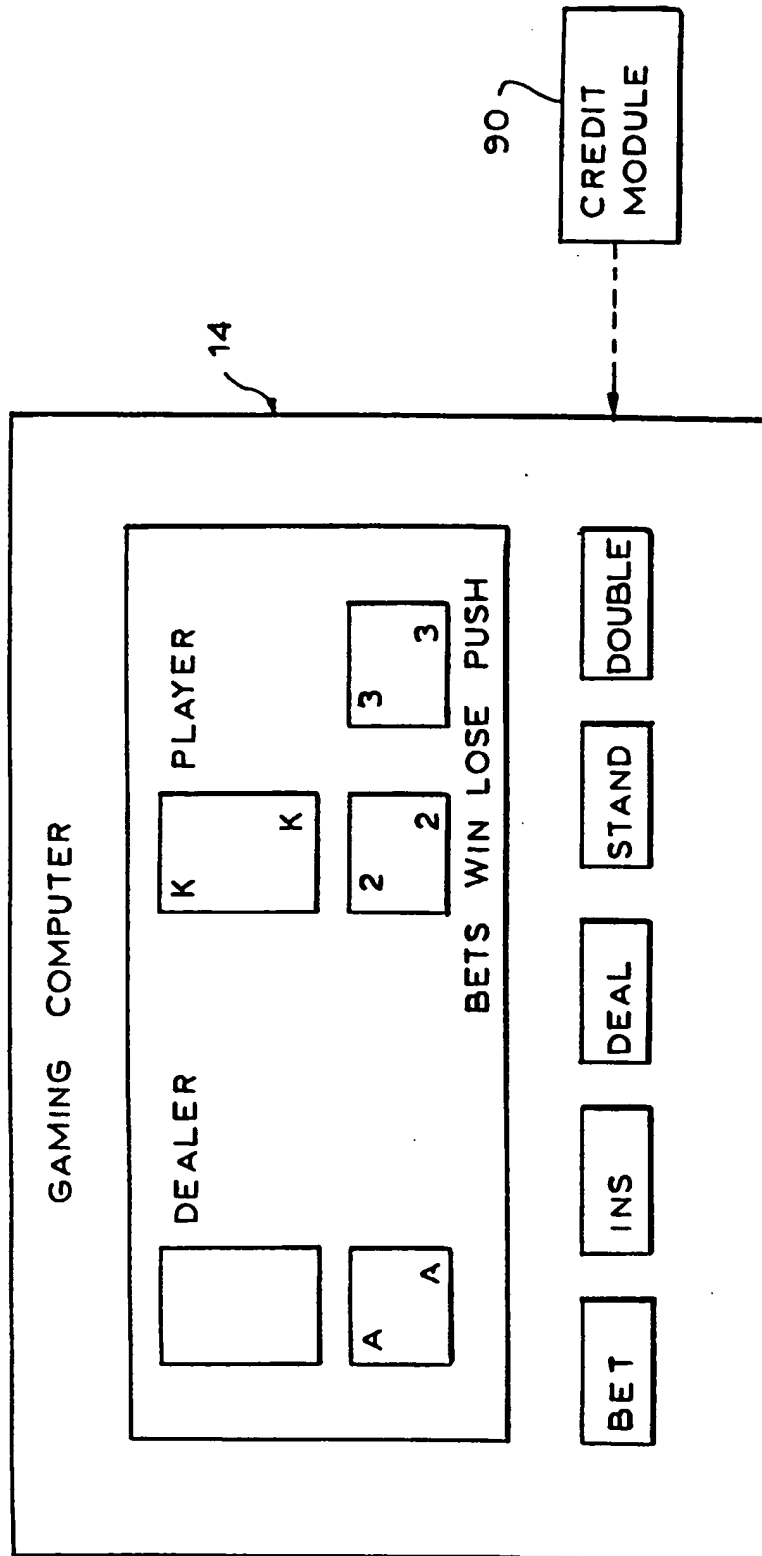 GAMING COMPUTER
14
DEALER
PLAYER
K
K
A
A
2
2
3
3
BETS WIN LOSE PUSH
BET
INS
DEAL
STAND
DOUBLE
90
CREDIT
MODULE